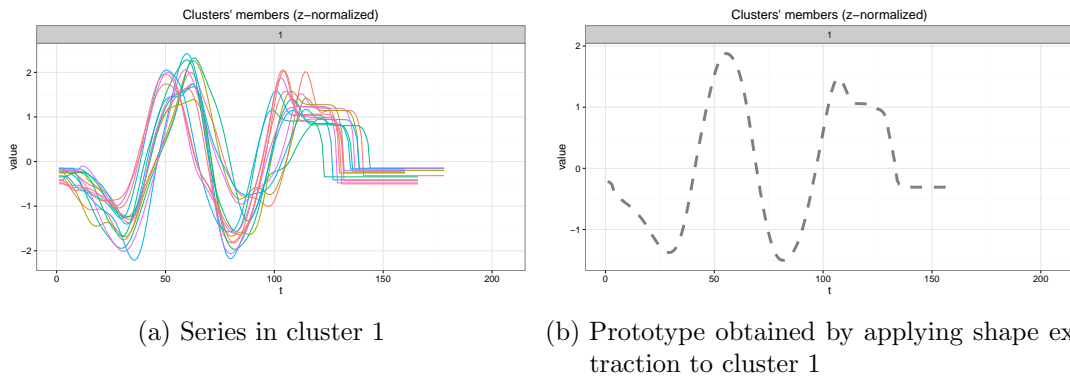 Clusters' members (z−normalized)
1
2
1
0
−1
−2
value
0
50
100
150
200
t
(a) Series in cluster 1
Clusters' members (z−normalized)
1
2
1
0
−1
value
0
50
100
150
200
t
(b) Prototype obtained by applying shape ex
traction to cluster 1